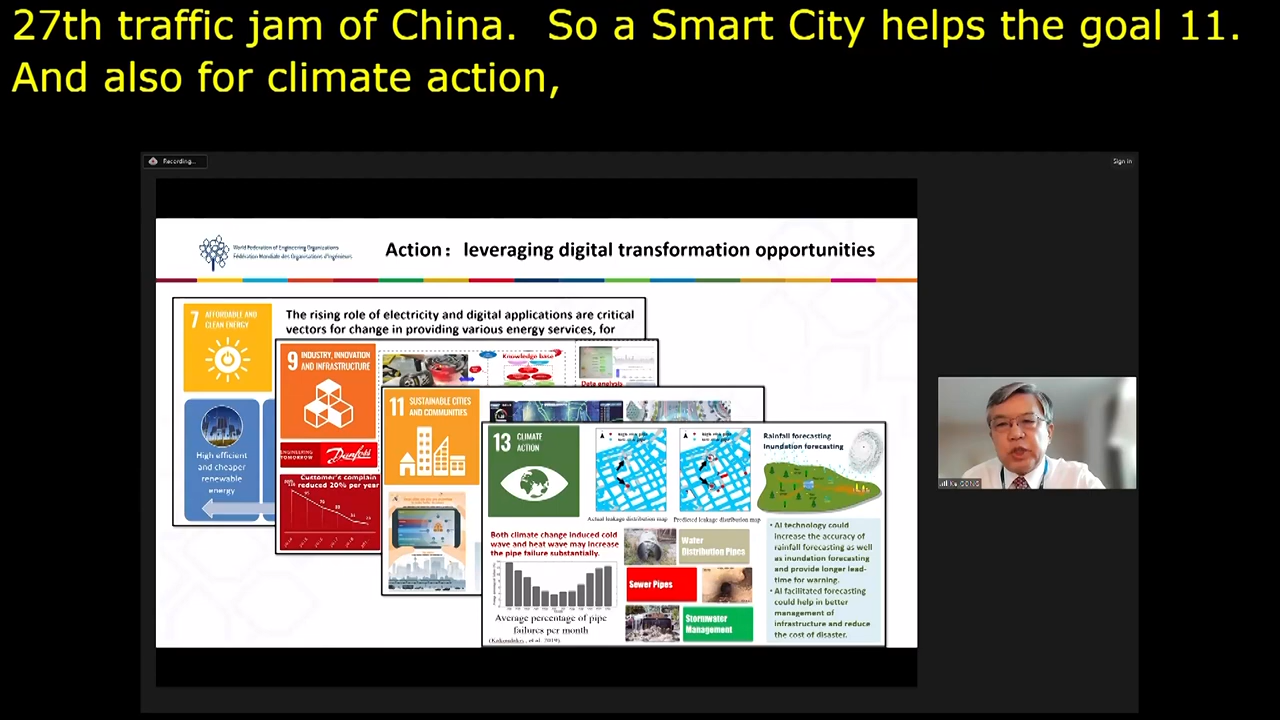 27th traffic jam of China.  So a Smart City helps the goal 11.
And also for climate action,
Recording...
Sign in
World Federation of Engineering Organizations
Fédération Mondiale des Organisations d'Ingénieurs
Action： leveraging digital transformation opportunities
7 AFFORDABLE AND
CLEAN ENERGY
The rising role of electricity and digital applications are critical
vectors for change in providing various energy services, for
High efficient
and cheaper
renewable
energy
9 INDUSTRY, INNOVATION
AND INFRASTRUCTURE
Knowledge base
Data analysis
ENGINEERING
TOMORROW
Danfoss
Customer's complain
reduced 20% per year
11 SUSTAINABLE CITIES
AND COMMUNITIES
13 CLIMATE
ACTION
Actual leakage distribution map
Predicted leakage distribution map
Rainfall forecasting
Inundation forecasting
Both climate change induced cold
wave and heat wave may increase
the pipe failure substantially.
Average percentage of pipe
failures per month
Water
Distribution Pipes
Sewer Pipes
Stormwater
Management
• AI technology could
increase the accuracy of
rainfall forecasting as well
as inundation forecasting
and provide longer lead-
time for warning.
• AI facilitated forecasting
could help in better
management of
infrastructure and reduce
the cost of disaster.
Ke GONG